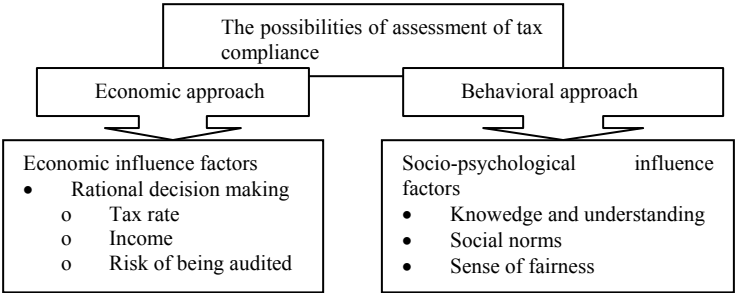 The possibilities of assessment of tax
compliance
Economic approach
Behavioral approach
Economic influence factors
• Rational decision making
o Tax rate
o Income
o Risk of being audited
Socio-psychological influence
factors
• Knowedge and understanding
• Social norms
• Sense of fairness